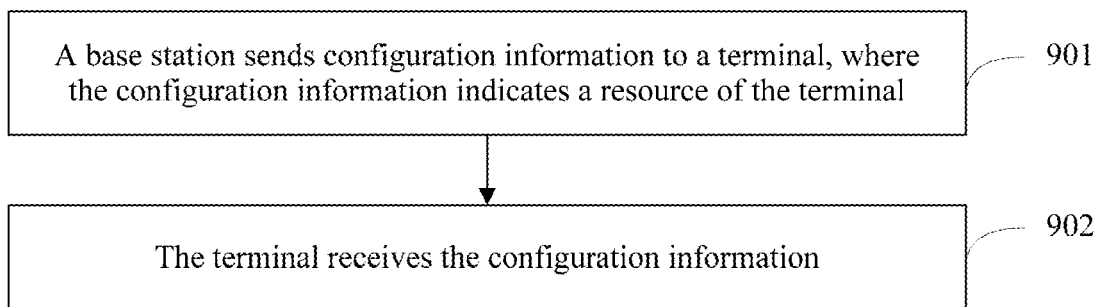 A base station sends configuration information to a terminal, where
the configuration information indicates a resource of the terminal
901
The terminal receives the configuration information
902